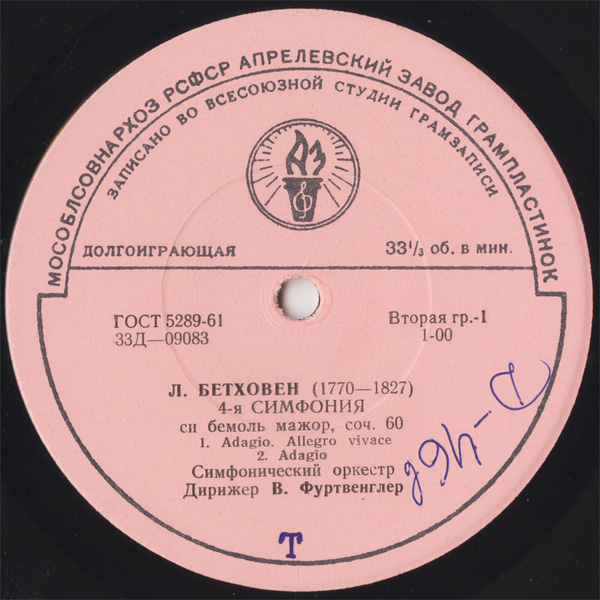 МОСОБЛСОВНАРХОЗ РСФСР АПРЕЛЕВСКИЙ ЗАВОД ГРАМПЛАСТИНОК
ЗАПИСАНО ВО ВСЕСОЮЗНОЙ СТУДИИ ГРАМЗАПИСИ
АЗ
ДОЛГОИГРАЮЩАЯ 33 1/3 об. в мин.
ГОСТ 5289-61 Вторая гр.-1
33Д—09083 1-00
Л. БЕТХОВЕН (1770—1827)
4-я СИМФОНИЯ
си бемоль мажор, соч. 60
1. Adagio. Allegro vivace
2. Adagio
Симфонический оркестр
Дирижер В. Фуртвенглер
Т